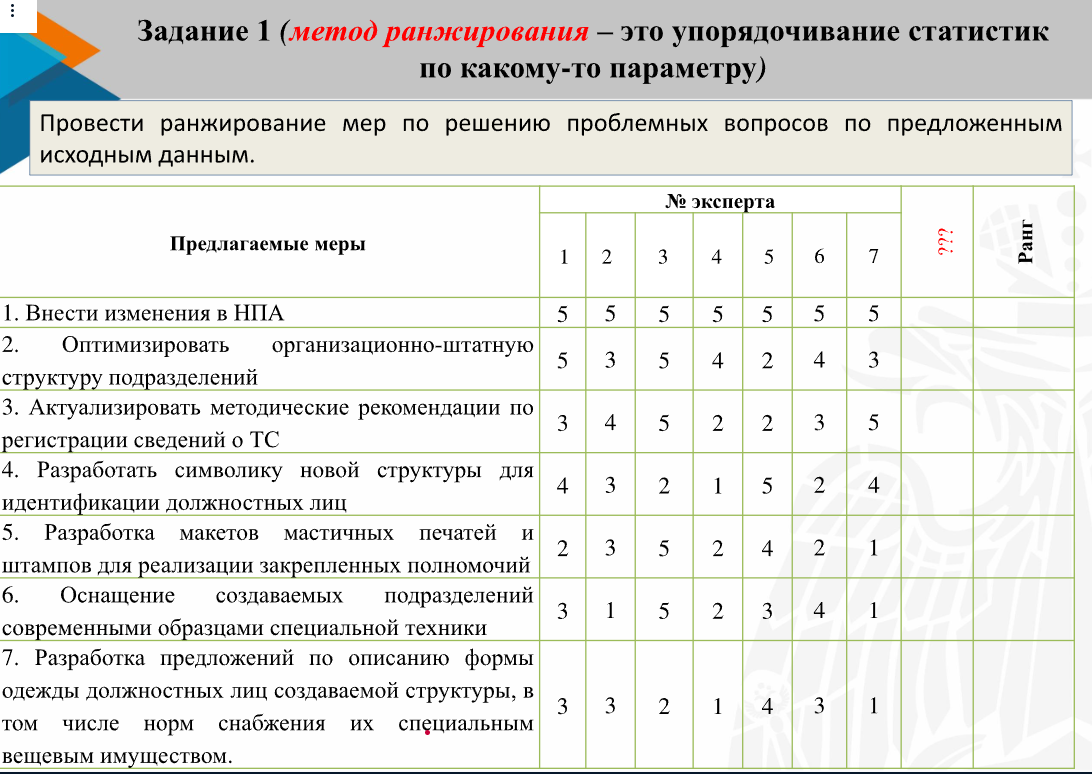 Задание 1 (метод ранжирования – это упорядочивание статистик
по какому-то параметру)
Провести ранжирование мер по решению проблемных вопросов по предложенным
исходным данным.
Предлагаемые меры
№ эксперта
???
Ранг
1 2 3 4 5 6 7
1. Внести изменения в НПА
5 5 5 5 5 5 5
2. Оптимизировать организационно-штатную
структуру подразделений
5 3 5 4 2 4 3
3. Актуализировать методические рекомендации по
регистрации сведений о ТС
3 4 5 2 2 3 5
4. Разработать символику новой структуры для
идентификации должностных лиц
4 3 2 1 5 2 4
5. Разработка макетов мастичных печатей и
штампов для реализации закрепленных полномочий
2 3 5 2 4 2 1
6. Оснащение создаваемых подразделений
современными образцами специальной техники
3 1 5 2 3 4 1
7. Разработка предложений по описанию формы
одежды должностных лиц создаваемой структуры, в
том числе норм снабжения их специальным
вещевым имуществом.
3 3 2 1 4 3 1